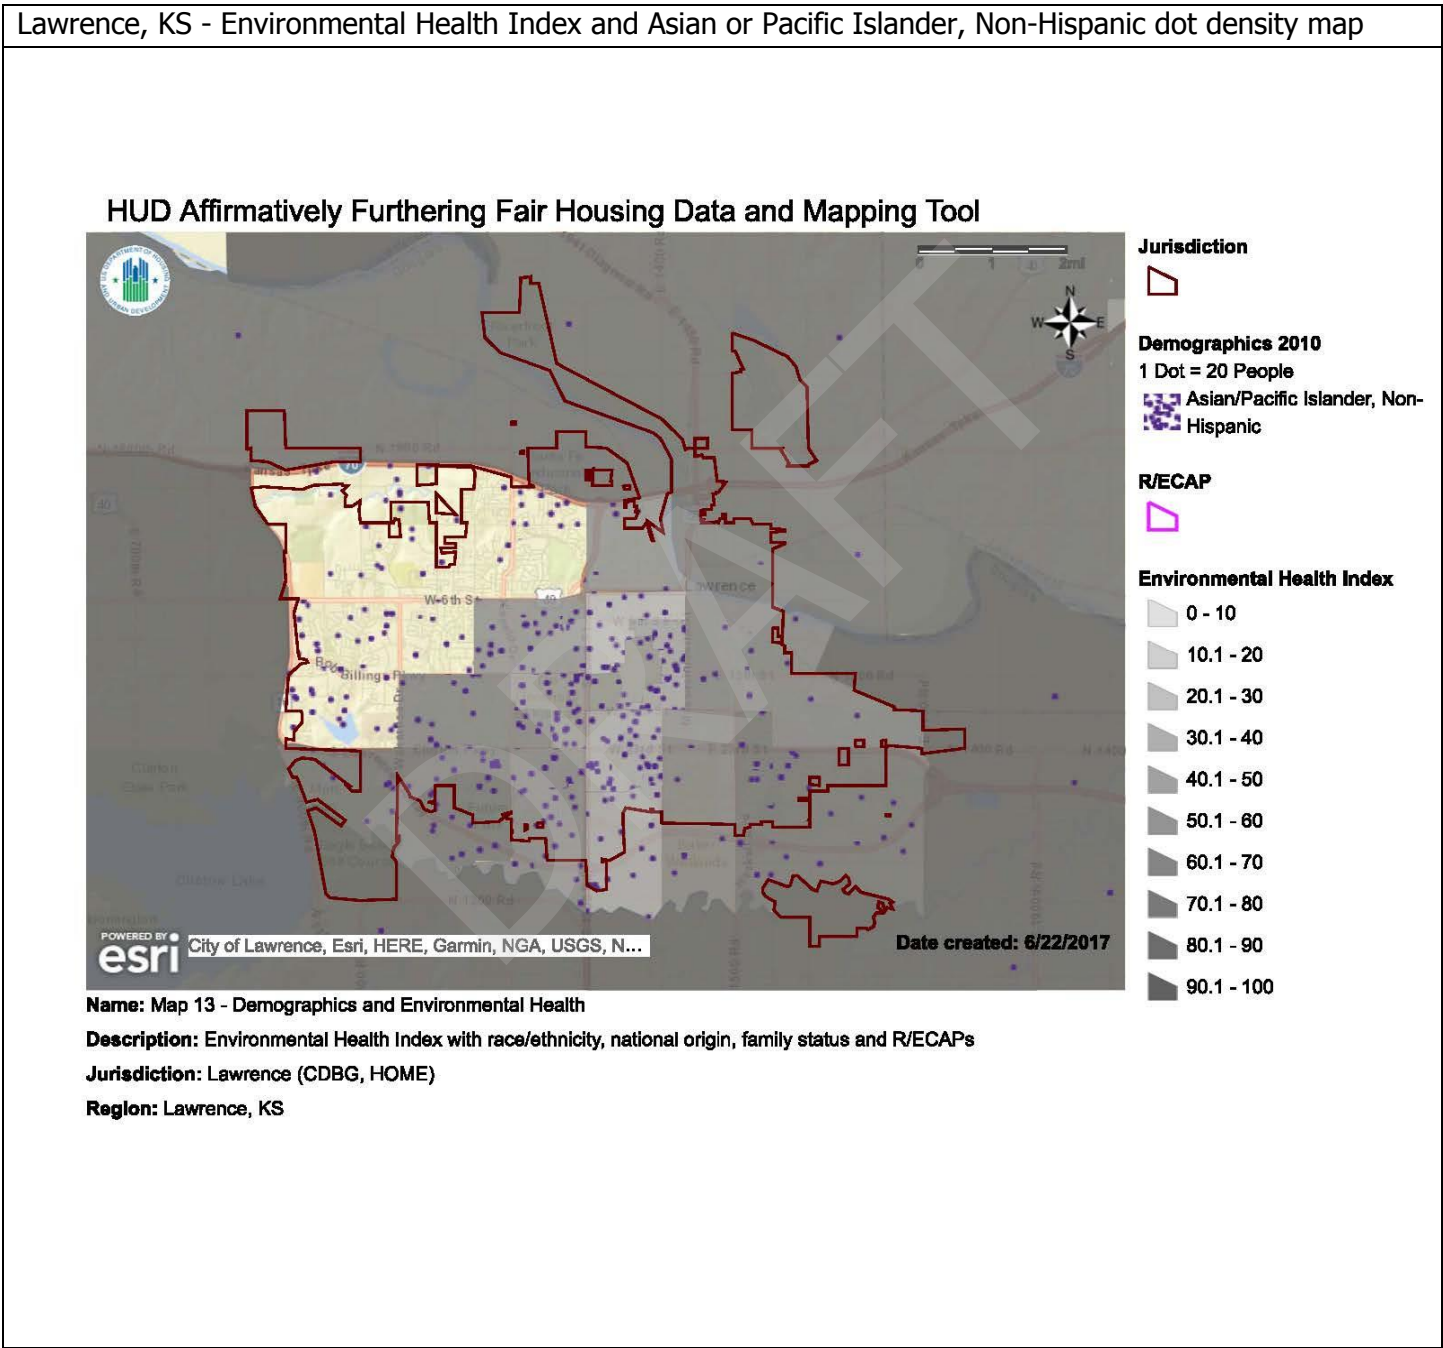 Lawrence, KS - Environmental Health Index and Asian or Pacific Islander, Non-Hispanic dot density map
HUD Affirmatively Furthering Fair Housing Data and Mapping Tool
Jurisdiction
Demographics 2010
1 Dot = 20 People
Asian/Pacific Islander, Non-
Hispanic
R/ECAP
Environmental Health Index
0 - 10
10.1 - 20
20.1 - 30
30.1 - 40
40.1 - 50
50.1 - 60
60.1 - 70
70.1 - 80
80.1 - 90
90.1 - 100
0 1 2mi
N
W E
S
W 6th St
40
Billings Pkwy
Lawrence
DRAFT
POWERED BY
esri
City of Lawrence, Esri, HERE, Garmin, NGA, USGS, N...
Date created: 6/22/2017
Name: Map 13 - Demographics and Environmental Health
Description: Environmental Health Index with race/ethnicity, national origin, family status and R/ECAPs
Jurisdiction: Lawrence (CDBG, HOME)
Region: Lawrence, KS